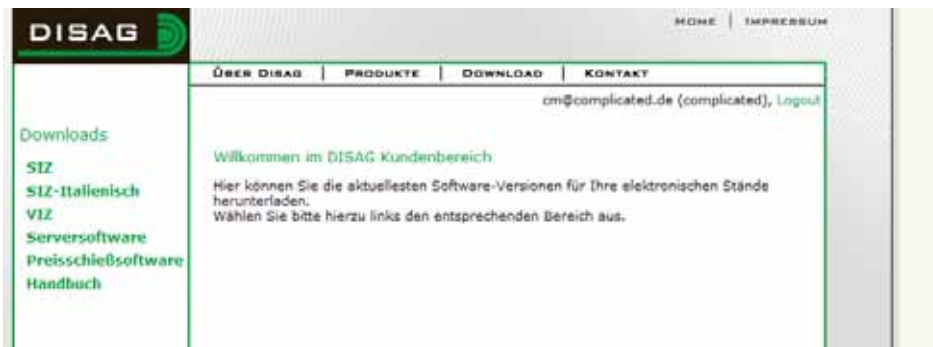 DISAG
HOME | IMPRESSUM
ÜBER DISAG | PRODUKTE | DOWNLOAD | KONTAKT
cm@complicated.de (complicated), Logout
Downloads
SIZ
SIZ-Italienisch
VIZ
Serversoftware
Preisschießsoftware
Handbuch
Willkommen im DISAG Kundenbereich
Hier können Sie die aktuellesten Software-Versionen für Ihre elektronischen Stände
herunterladen.
Wählen Sie bitte hierzu links den entsprechenden Bereich aus.